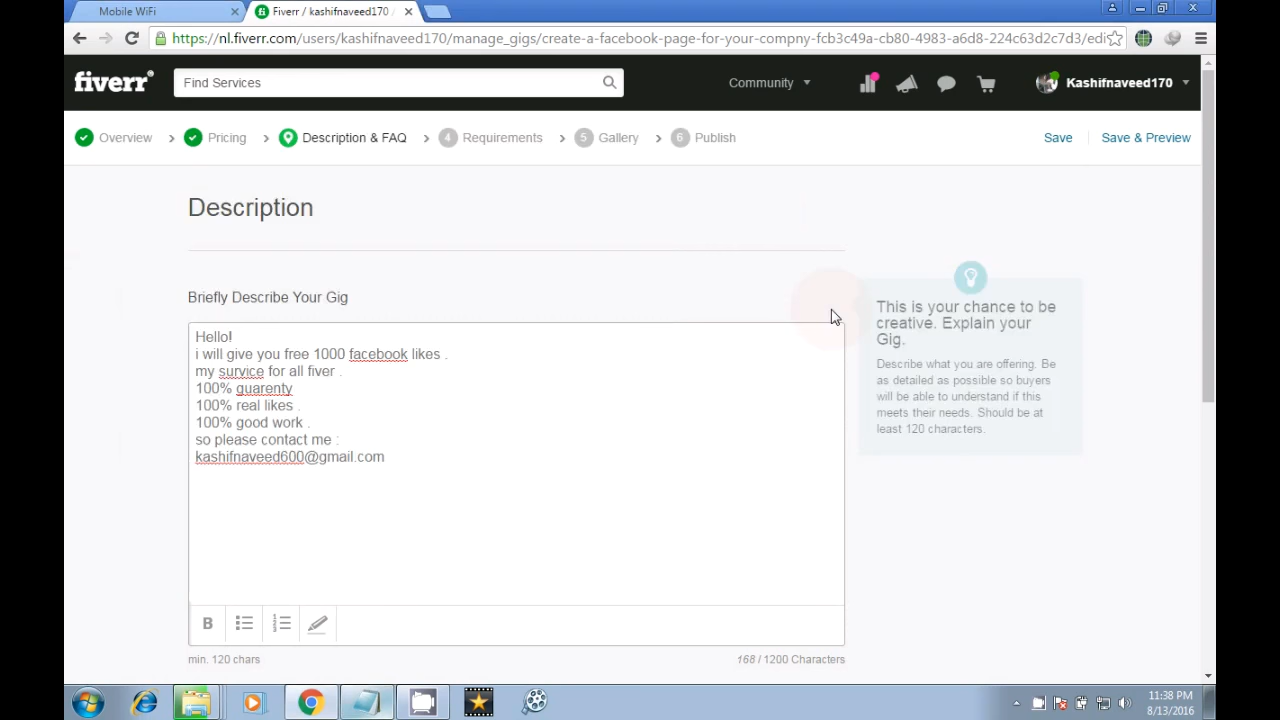 Mobile WiFi
Fiverr / kashifnaveed170 /
https://nl.fiverr.com/users/kashifnaveed170/manage_gigs/create-a-facebook-page-for-your-compny-fcb3c49a-cb80-4983-a6d8-224c63d2c7d3/edi
fiverr
Find Services
Community
Kashifnaveed170
Overview
Pricing
Description & FAQ
4 Requirements
5 Gallery
6 Publish
Save
Save & Preview
Description
Briefly Describe Your Gig
Hello!
i will give you free 1000 facebook likes .
my survice for all fiver .
100% guarenty
100% real likes .
100% good work .
so please contact me :
kashifnaveed600@gmail.com
This is your chance to be
creative. Explain your
Gig.
Describe what you are offering. Be
as detailed as possible so buyers
will be able to understand if this
meets their needs. Should be at
least 120 characters.
B
min. 120 chars
168 / 1200 Characters
11:38 PM
8/13/2016